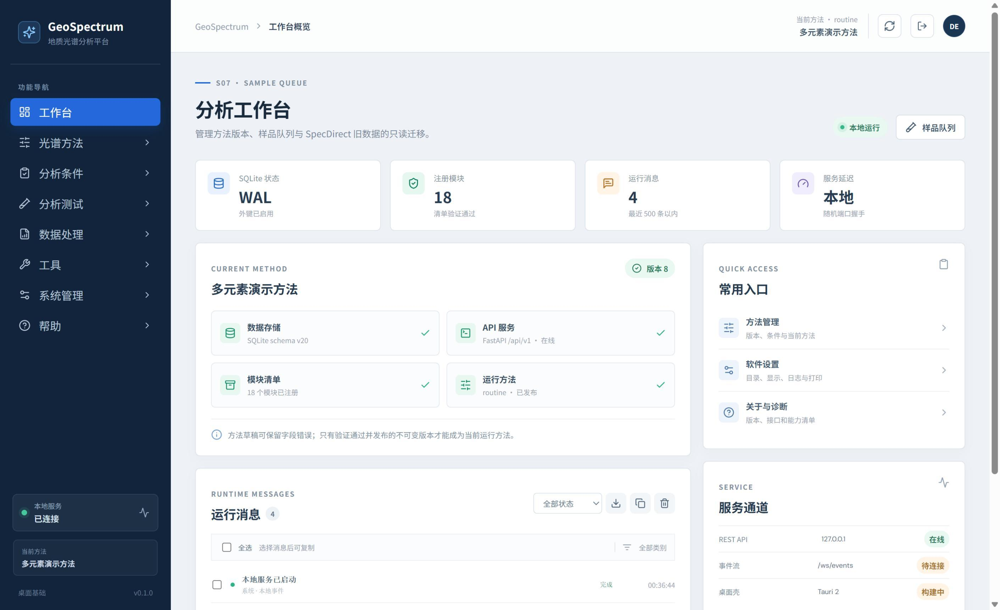 GeoSpectrum
地质光谱分析平台
功能导航
工作台
光谱方法
分析条件
分析测试
数据处理
工具
系统管理
帮助
本地服务
已连接
当前方法
多元素演示方法
桌面基础
v0.1.0
GeoSpectrum
工作台概览
当前方法 · routine
多元素演示方法
DE
S07 · SAMPLE QUEUE
分析工作台
管理方法版本、样品队列与 SpecDirect 旧数据的只读迁移。
本地运行
样品队列
SQLite 状态
WAL
外键已启用
注册模块
18
清单验证通过
运行消息
4
最近 500 条以内
服务延迟
本地
随机端口握手
CURRENT METHOD
多元素演示方法
版本 8
数据存储
SQLite schema v20
API 服务
FastAPI /api/v1 · 在线
模块清单
18 个模块已注册
运行方法
routine · 已发布
方法草稿可保留字段错误；只有验证通过并发布的不可变版本才能成为当前运行方法。
QUICK ACCESS
常用入口
方法管理
版本、条件与当前方法
软件设置
目录、显示、日志与打印
关于与诊断
版本、接口和能力清单
RUNTIME MESSAGES
运行消息 4
全部状态
全选 选择消息后可复制
全部类别
本地服务已启动
系统 · 本地事件
完成
00:36:44
SERVICE
服务通道
REST API 127.0.0.1 在线
事件流 /ws/events 待连接
桌面壳 Tauri 2 构建中